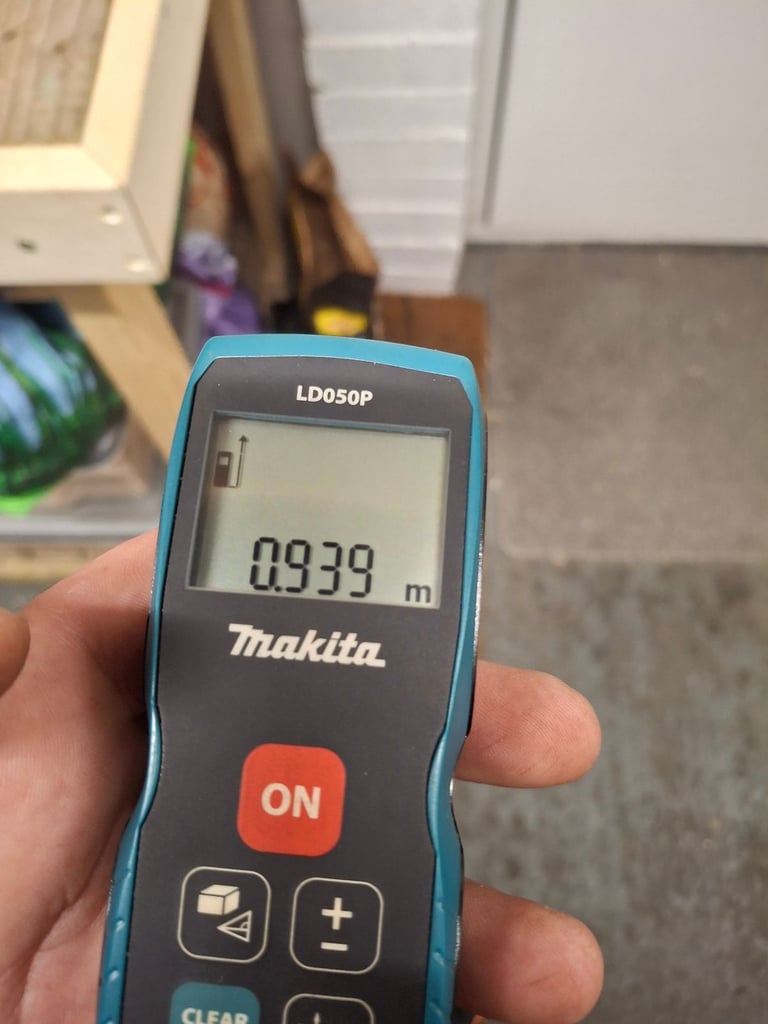 LD050P
0.939 m
Makita
ON
+
−
CLEAR